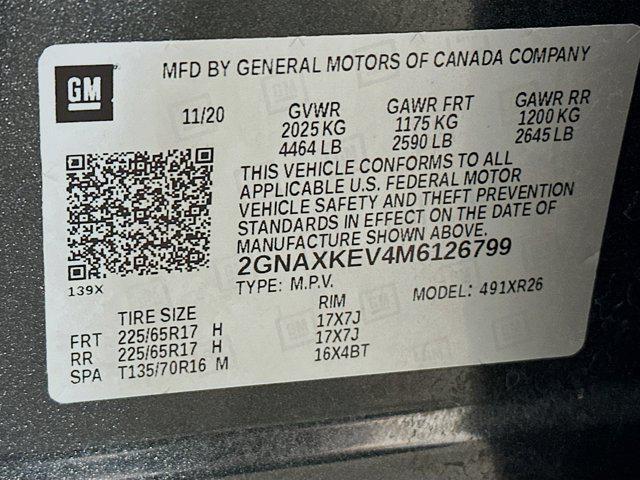 GM
MFD BY GENERAL MOTORS OF CANADA COMPANY
11/20 GVWR GAWR FRT GAWR RR
2025 KG 1175 KG 1200 KG
4464 LB 2590 LB 2645 LB
THIS VEHICLE CONFORMS TO ALL
APPLICABLE U.S. FEDERAL MOTOR
VEHICLE SAFETY AND THEFT PREVENTION
STANDARDS IN EFFECT ON THE DATE OF
MANUFACTURE SHOWN ABOVE.
2GNAXKEV4M6126799
139X
TYPE: M.P.V. MODEL: 491XR26
TIRE SIZE RIM
FRT 225/65R17 H 17X7J
RR 225/65R17 H 17X7J
SPA T135/70R16 M 16X4BT